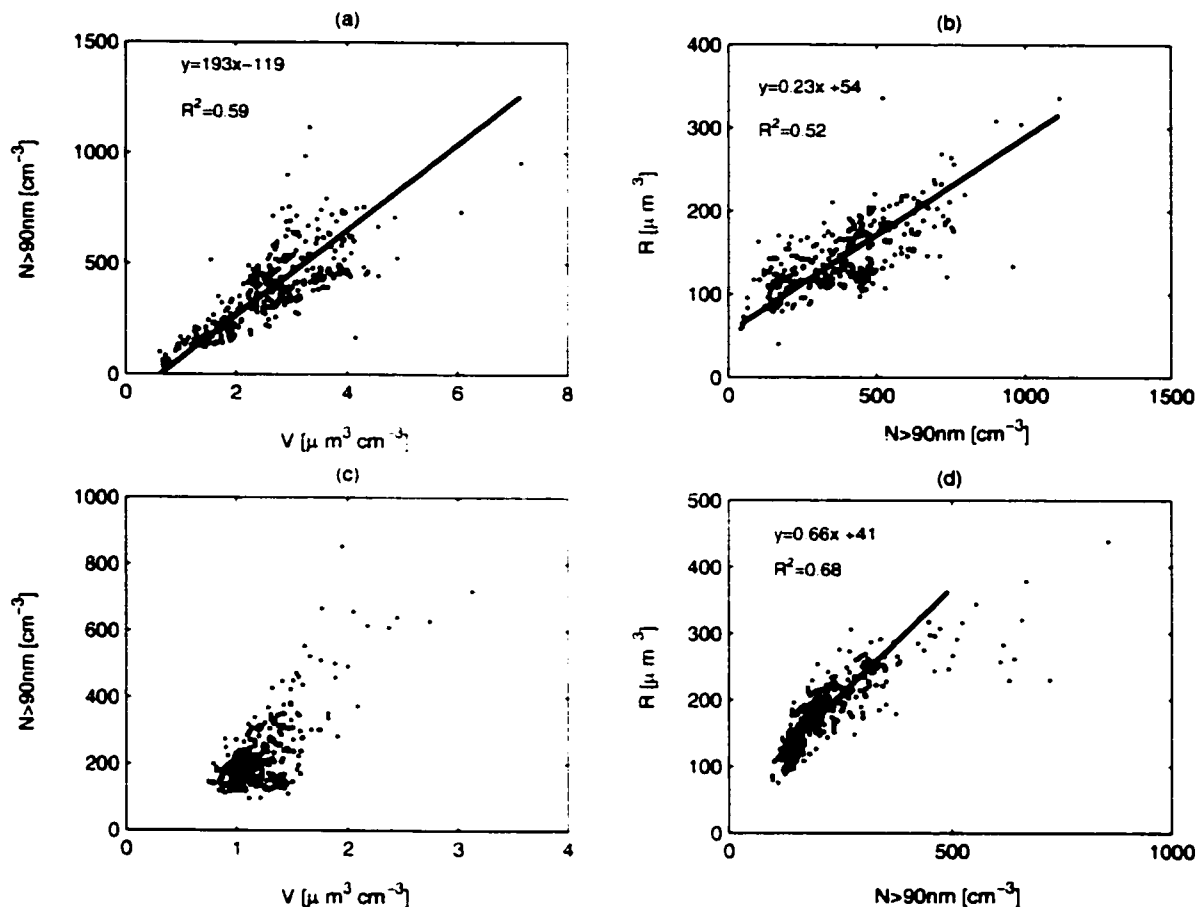 (a)
1500
1000
500
0
N>90nm [cm⁻³]
y=193x−119
R²=0.59
0 2 4 6 8
V [μ m³ cm⁻³]
(b)
400
300
200
100
0
R [μ m³]
y=0.23x +54
R²=0.52
0 500 1000 1500
N>90nm [cm⁻³]
(c)
1000
800
600
400
200
0
N>90nm [cm⁻³]
0 1 2 3 4
V [μ m³ cm⁻³]
(d)
500
400
300
200
100
0
R [μ m³]
y=0.66x +41
R²=0.68
0 500 1000
N>90nm [cm⁻³]